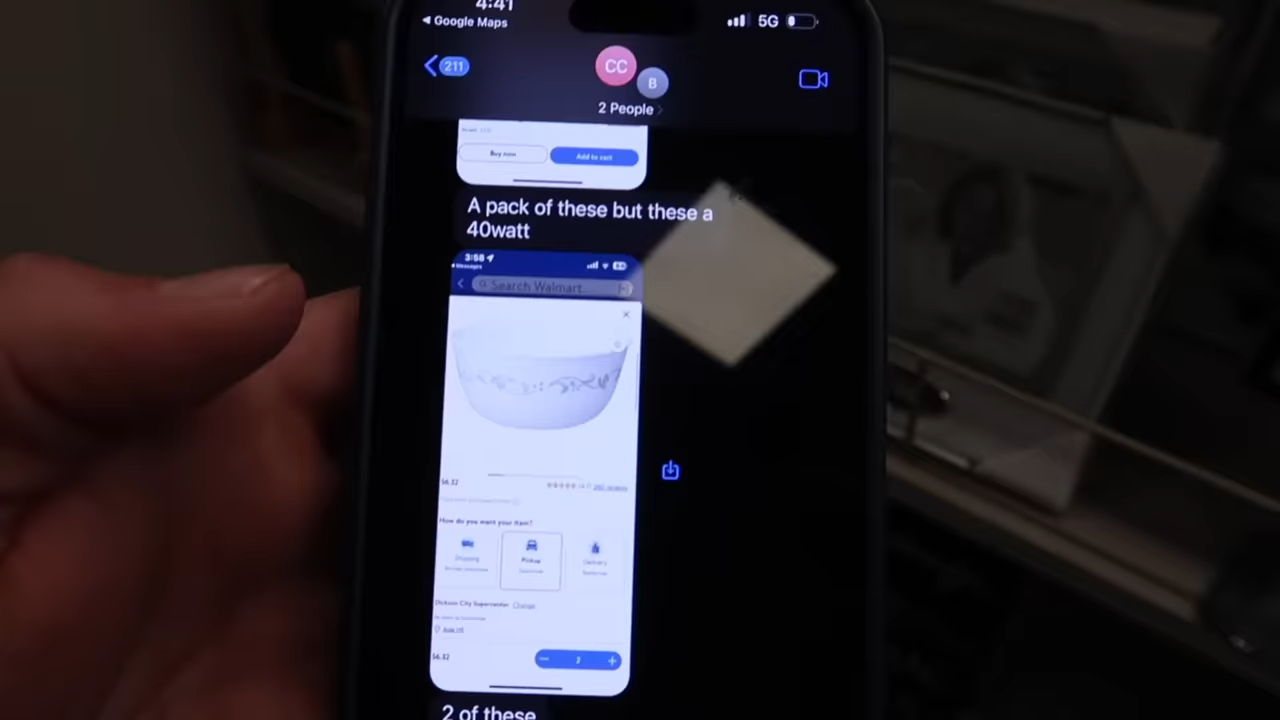 4:41
Google Maps
5G
211
CC
B
2 People
Buy now
Add to cart
A pack of these but these a
40watt
3:58
Messages
Search Walmart
$6.32
How do you want your item?
Shipping
Pickup
Delivery
Dickson City Supercenter
Change
Aisle
$6.32
2
2 of these